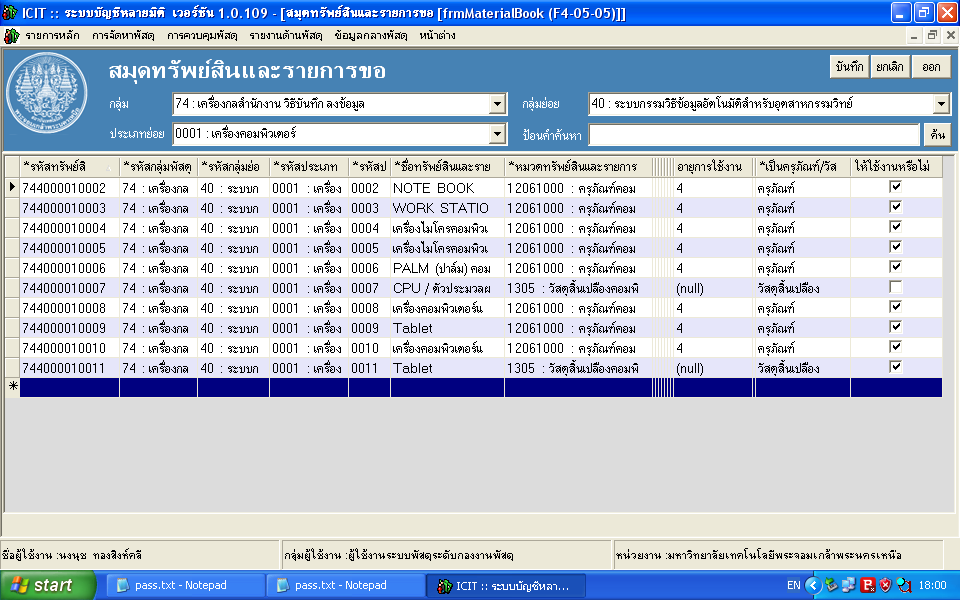 ICIT :: ระบบบัญชีหลายมิติ เวอร์ชัน 1.0.109 - [สมุดทรัพย์สินและรายการขอ [frmMaterialBook (F4-05-05)]]
รายการหลัก การจัดหาพัสดุ การควบคุมพัสดุ รายงานด้านพัสดุ ข้อมูลกลางพัสดุ หน้าต่าง
สมุดทรัพย์สินและรายการขอ
บันทึก ยกเลิก ออก
กลุ่ม 74 : เครื่องกลสำนักงาน วิธีบันทึก ลงข้อมูล กลุ่มย่อย 40 : ระบบกรรมวิธีข้อมูลอัตโนมัติสำหรับอุตสาหกรรมวิทย์
ประเภทย่อย 0001 : เครื่องคอมพิวเตอร์ ป้อนคำค้นหา ค้น
*รหัสทรัพย์สิ *รหัสกลุ่มพัสดุ *รหัสกลุ่มย่อ *รหัสประเภท *รหัสป *ชื่อทรัพย์สินและราย *หมวดทรัพย์สินและรายการ อายุการใช้งาน *เป็นครุภัณฑ์/วัส ให้ใช้งานหรือไม่
744000010002 74 : เครื่องกล 40 : ระบบก 0001 : เครื่อง 0002 NOTE BOOK 12061000 : ครุภัณฑ์คอม 4 ครุภัณฑ์
744000010003 74 : เครื่องกล 40 : ระบบก 0001 : เครื่อง 0003 WORK STATIO 12061000 : ครุภัณฑ์คอม 4 ครุภัณฑ์
744000010004 74 : เครื่องกล 40 : ระบบก 0001 : เครื่อง 0004 เครื่องไมโครคอมพิวเ 12061000 : ครุภัณฑ์คอม 4 ครุภัณฑ์
744000010005 74 : เครื่องกล 40 : ระบบก 0001 : เครื่อง 0005 เครื่องไมโครคอมพิวเ 12061000 : ครุภัณฑ์คอม 4 ครุภัณฑ์
744000010006 74 : เครื่องกล 40 : ระบบก 0001 : เครื่อง 0006 PALM (ปาล์ม) คอม 12061000 : ครุภัณฑ์คอม 4 ครุภัณฑ์
744000010007 74 : เครื่องกล 40 : ระบบก 0001 : เครื่อง 0007 CPU / ตัวประมวลผ 1305 : วัสดุสิ้นเปลืองคอมพิ (null) วัสดุสิ้นเปลือง
744000010008 74 : เครื่องกล 40 : ระบบก 0001 : เครื่อง 0008 เครื่องคอมพิวเตอร์แ 12061000 : ครุภัณฑ์คอม 4 ครุภัณฑ์
744000010009 74 : เครื่องกล 40 : ระบบก 0001 : เครื่อง 0009 Tablet 12061000 : ครุภัณฑ์คอม 4 ครุภัณฑ์
744000010010 74 : เครื่องกล 40 : ระบบก 0001 : เครื่อง 0010 เครื่องคอมพิวเตอร์แ 12061000 : ครุภัณฑ์คอม 4 ครุภัณฑ์
744000010011 74 : เครื่องกล 40 : ระบบก 0001 : เครื่อง 0011 Tablet 1305 : วัสดุสิ้นเปลืองคอมพิ (null) วัสดุสิ้นเปลือง
ชื่อผู้ใช้งาน :นงนุช ทองสิงห์คลี กลุ่มผู้ใช้งาน :ผู้ใช้งานระบบพัสดุระดับกองงานพัสดุ หน่วยงาน :มหาวิทยาลัยเทคโนโลยีพระจอมเกล้าพระนครเหนือ
start pass.txt - Notepad pass.txt - Notepad ICIT :: ระบบบัญชีหลา... EN 18:00